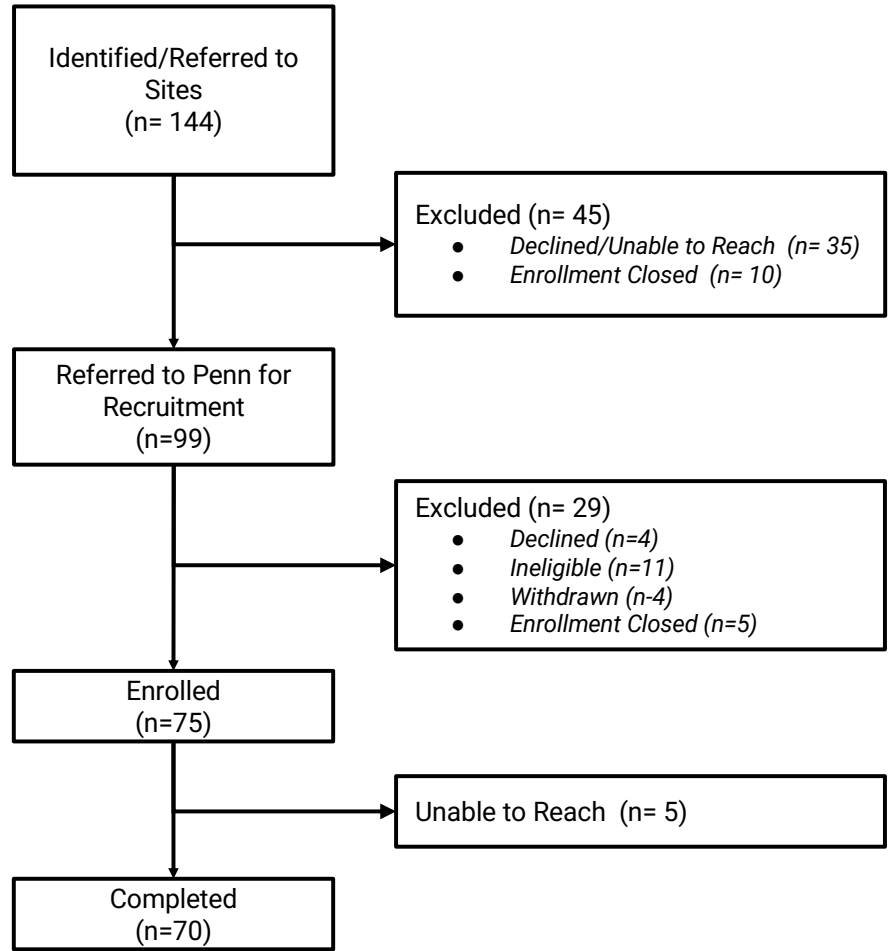 Identified/Referred to
Sites
(n= 144)
Excluded (n= 45)
● Declined/Unable to Reach (n= 35)
● Enrollment Closed (n= 10)
Referred to Penn for
Recruitment
(n=99)
Excluded (n= 29)
● Declined (n=4)
● Ineligible (n=11)
● Withdrawn (n-4)
● Enrollment Closed (n=5)
Enrolled
(n=75)
Unable to Reach (n= 5)
Completed
(n=70)